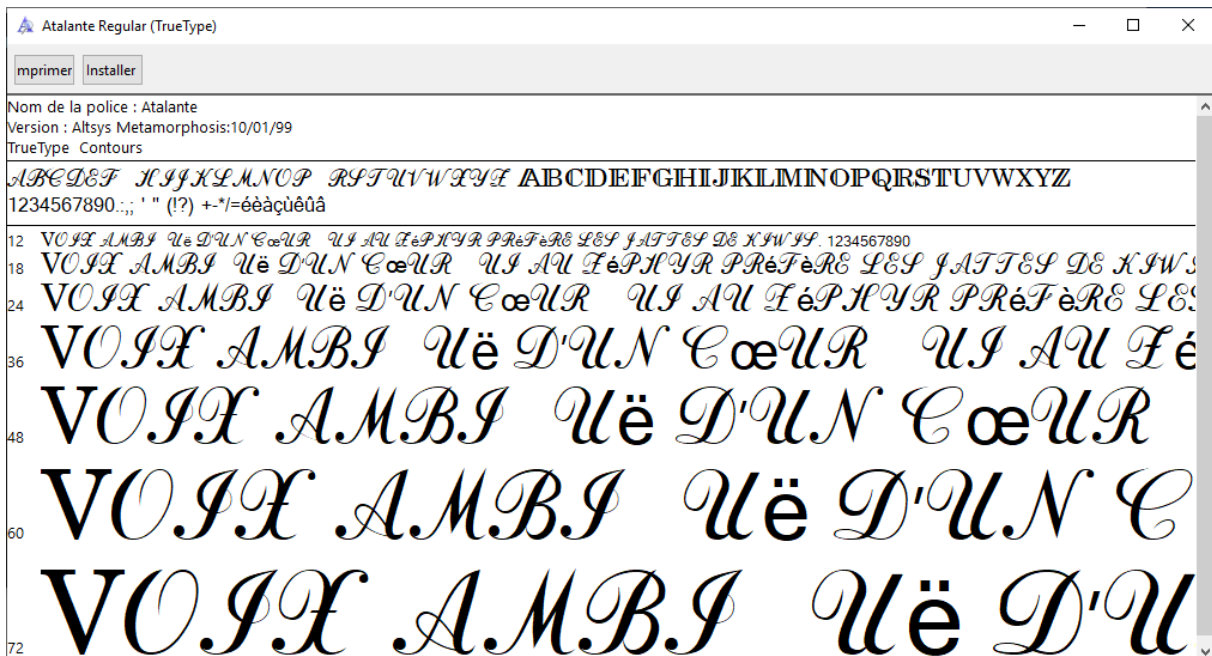 Atalante Regular (TrueType)
mprimer Installer
Nom de la police : Atalante
Version : Altsys Metamorphosis:10/01/99
TrueType Contours
ABCDEF HIJKLMNOP RSTUVWXYZ ABCDEFGHIJKLMNOPQRSTUVWXYZ
1234567890.:,; ' " (!?) +-*/=éèàçùêûâ
12 VOIX AMBI UëD'UN CœUR UI AU ZéPHYR PRéFèRE LES JATTES DE KIWIS. 1234567890
18 VOIX AMBI Uë D'UN CœUR UI AU ZéPHYR PRéFèRE LES JATTES DE KIWS
24 VOIX AMBI Uë D'UN CœUR UI AU ZéPHYR PRéFèRE LES
36 VOIX AMBI Uë D'UN CœUR UI AU Zé
48 VOIX AMBI Uë D'UN CœUR
60 VOIX AMBI Uë D'UN C
72 VOIX AMBI Uë D'U